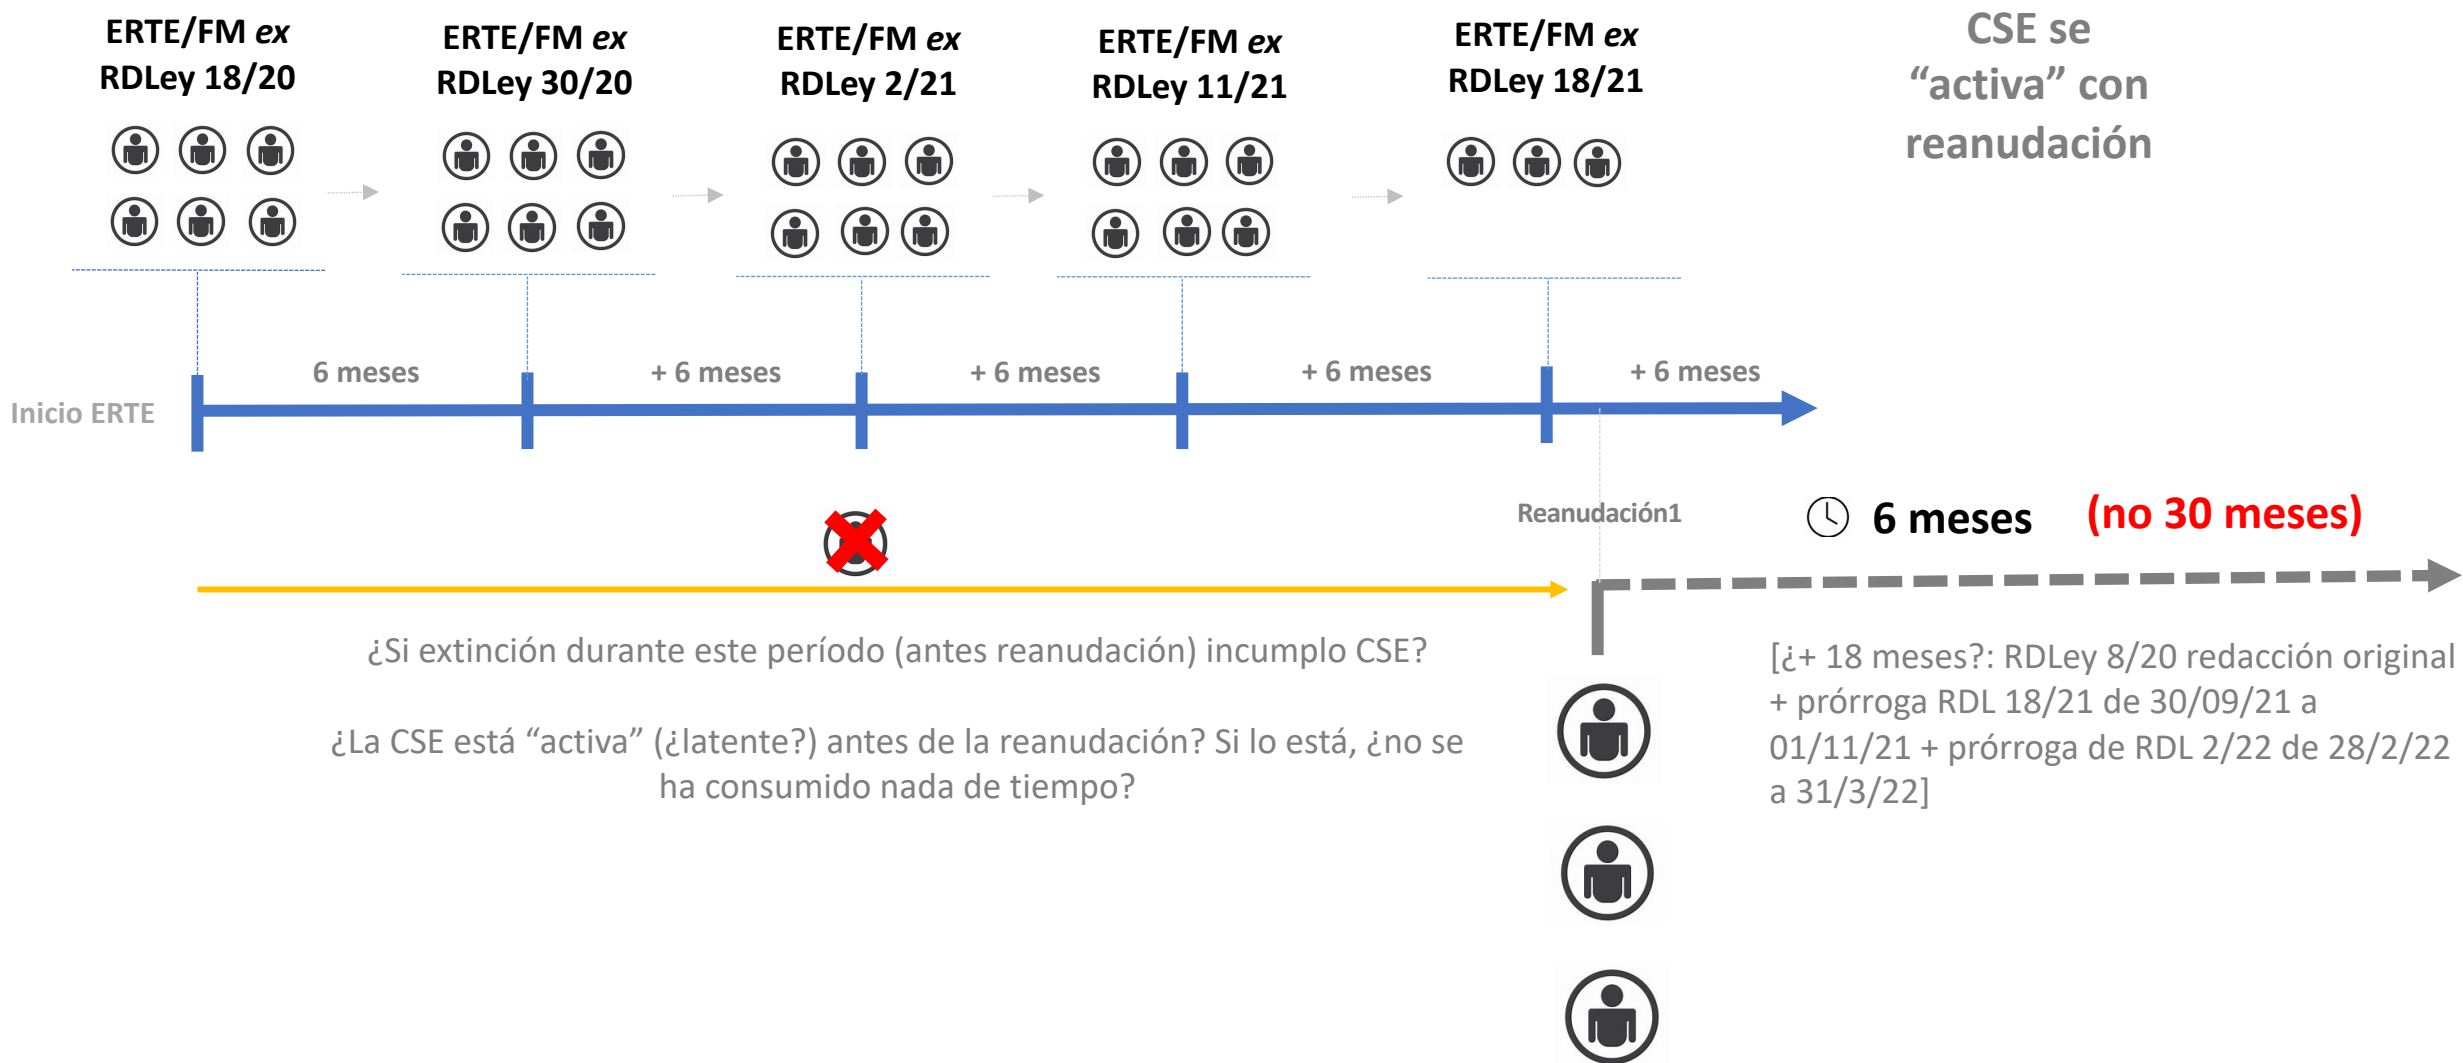 ERTE/FM ex
RDLey 18/20
ERTE/FM ex
RDLey 30/20
ERTE/FM ex
RDLey 2/21
ERTE/FM ex
RDLey 11/21
ERTE/FM ex
RDLey 18/21
CSE se
“activa” con
reanudación
6 meses
+ 6 meses
+ 6 meses
+ 6 meses
+ 6 meses
Inicio ERTE
Reanudación1
6 meses
(no 30 meses)
¿Si extinción durante este período (antes reanudación) incumplo CSE?
¿La CSE está “activa” (¿latente?) antes de la reanudación? Si lo está, ¿no se
ha consumido nada de tiempo?
[¿+ 18 meses?: RDLey 8/20 redacción original
+ prórroga RDL 18/21 de 30/09/21 a
01/11/21 + prórroga de RDL 2/22 de 28/2/22
a 31/3/22]